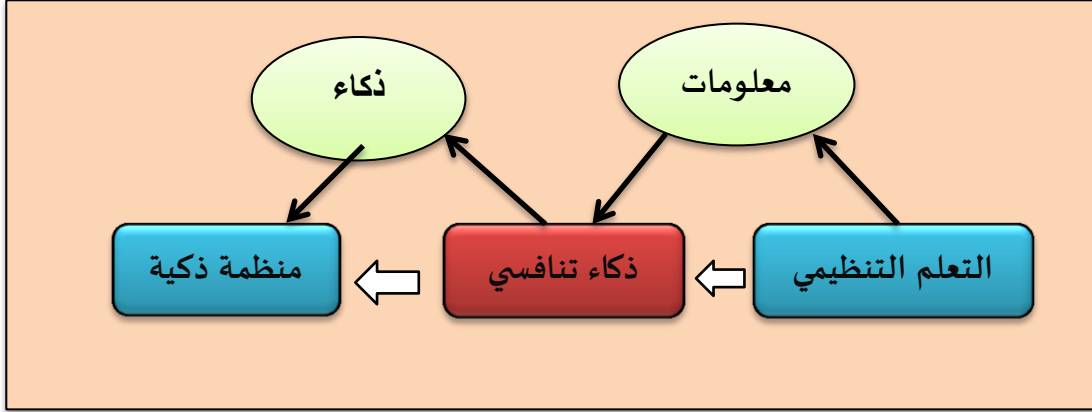 معلومات
ذكاء
التعلم التنظيمي
ذكاء تنافسي
منظمة ذكية